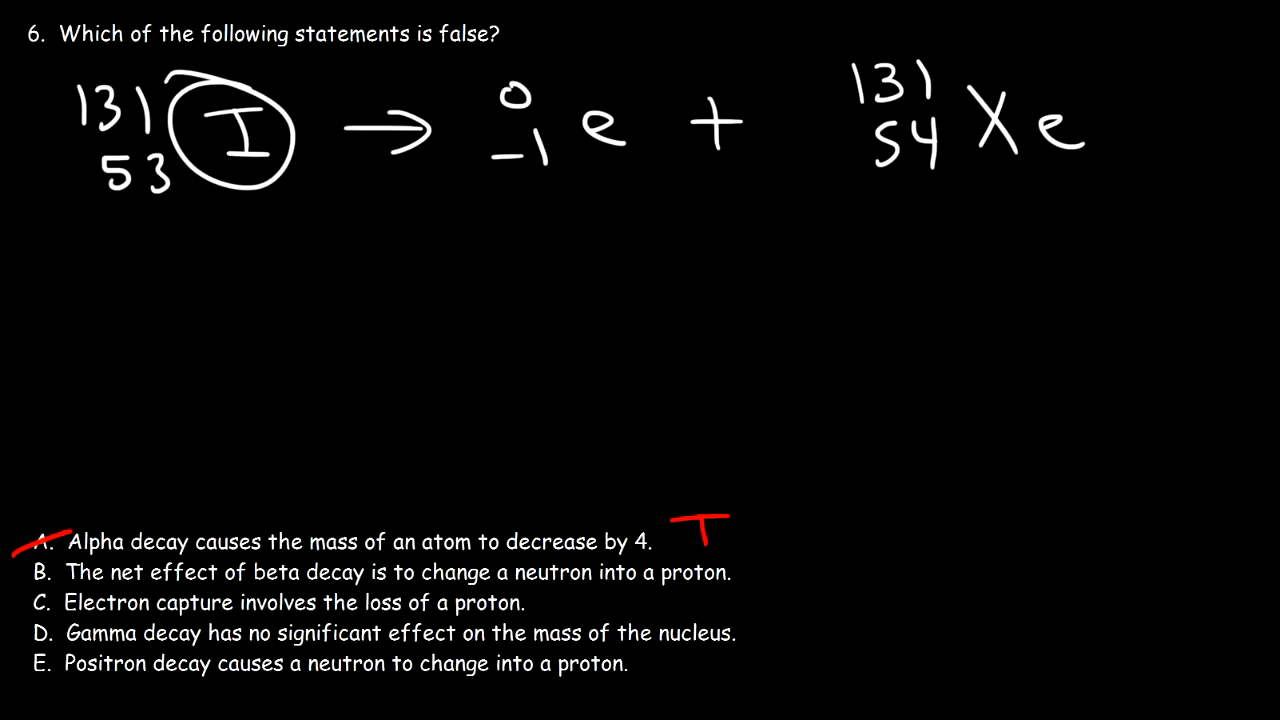 6. Which of the following statements is false?
131 53 I → 0 -1 e + 131 54 Xe
A. Alpha decay causes the mass of an atom to decrease by 4. T
B. The net effect of beta decay is to change a neutron into a proton.
C. Electron capture involves the loss of a proton.
D. Gamma decay has no significant effect on the mass of the nucleus.
E. Positron decay causes a neutron to change into a proton.